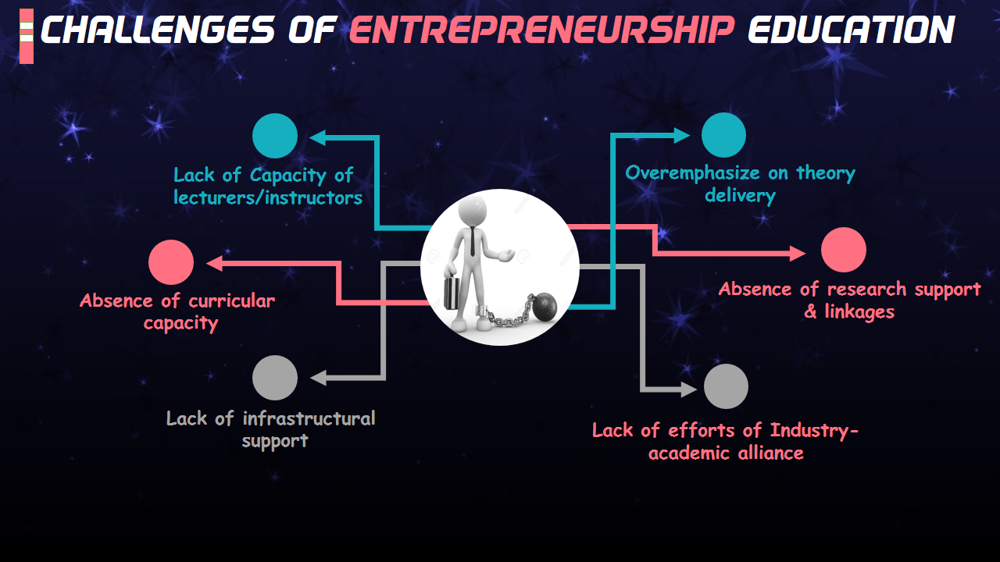 CHALLENGES OF ENTREPRENEURSHIP EDUCATION
Lack of Capacity of
lecturers/instructors
Overemphasize on theory
delivery
Absence of curricular
capacity
Absence of research support
& linkages
Lack of infrastructural
support
Lack of efforts of Industry-
academic alliance